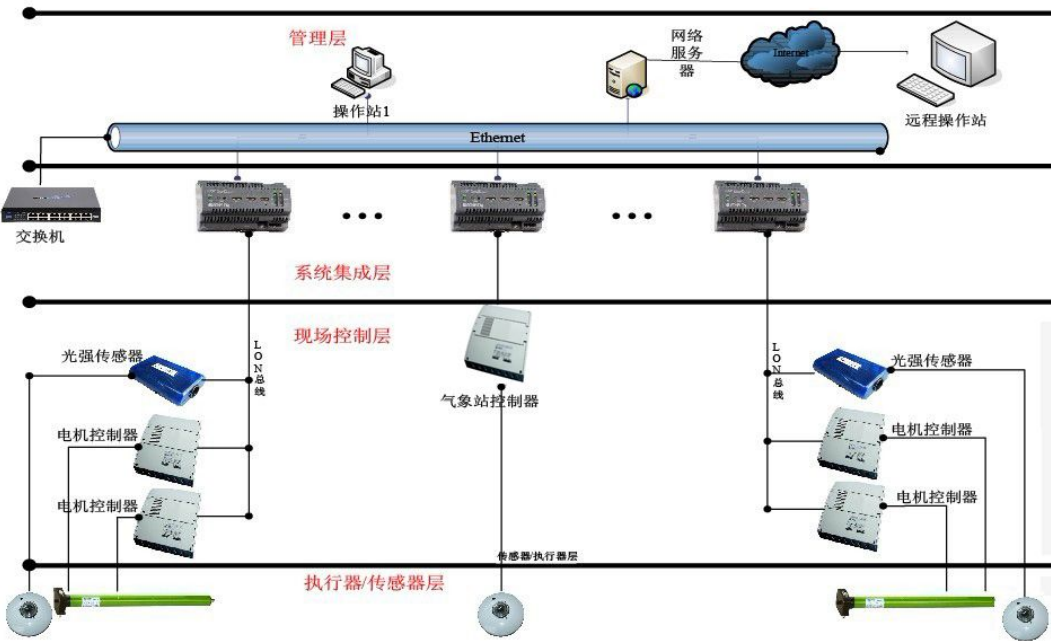 管理层
网络
服务
器
Internet
操作站1
远程操作站
Ethernet
交换机
系统集成层
现场控制层
LON总线
LON总线
光强传感器
光强传感器
气象站控制器
电机控制器
电机控制器
电机控制器
电机控制器
传感器/执行器层
执行器/传感器层